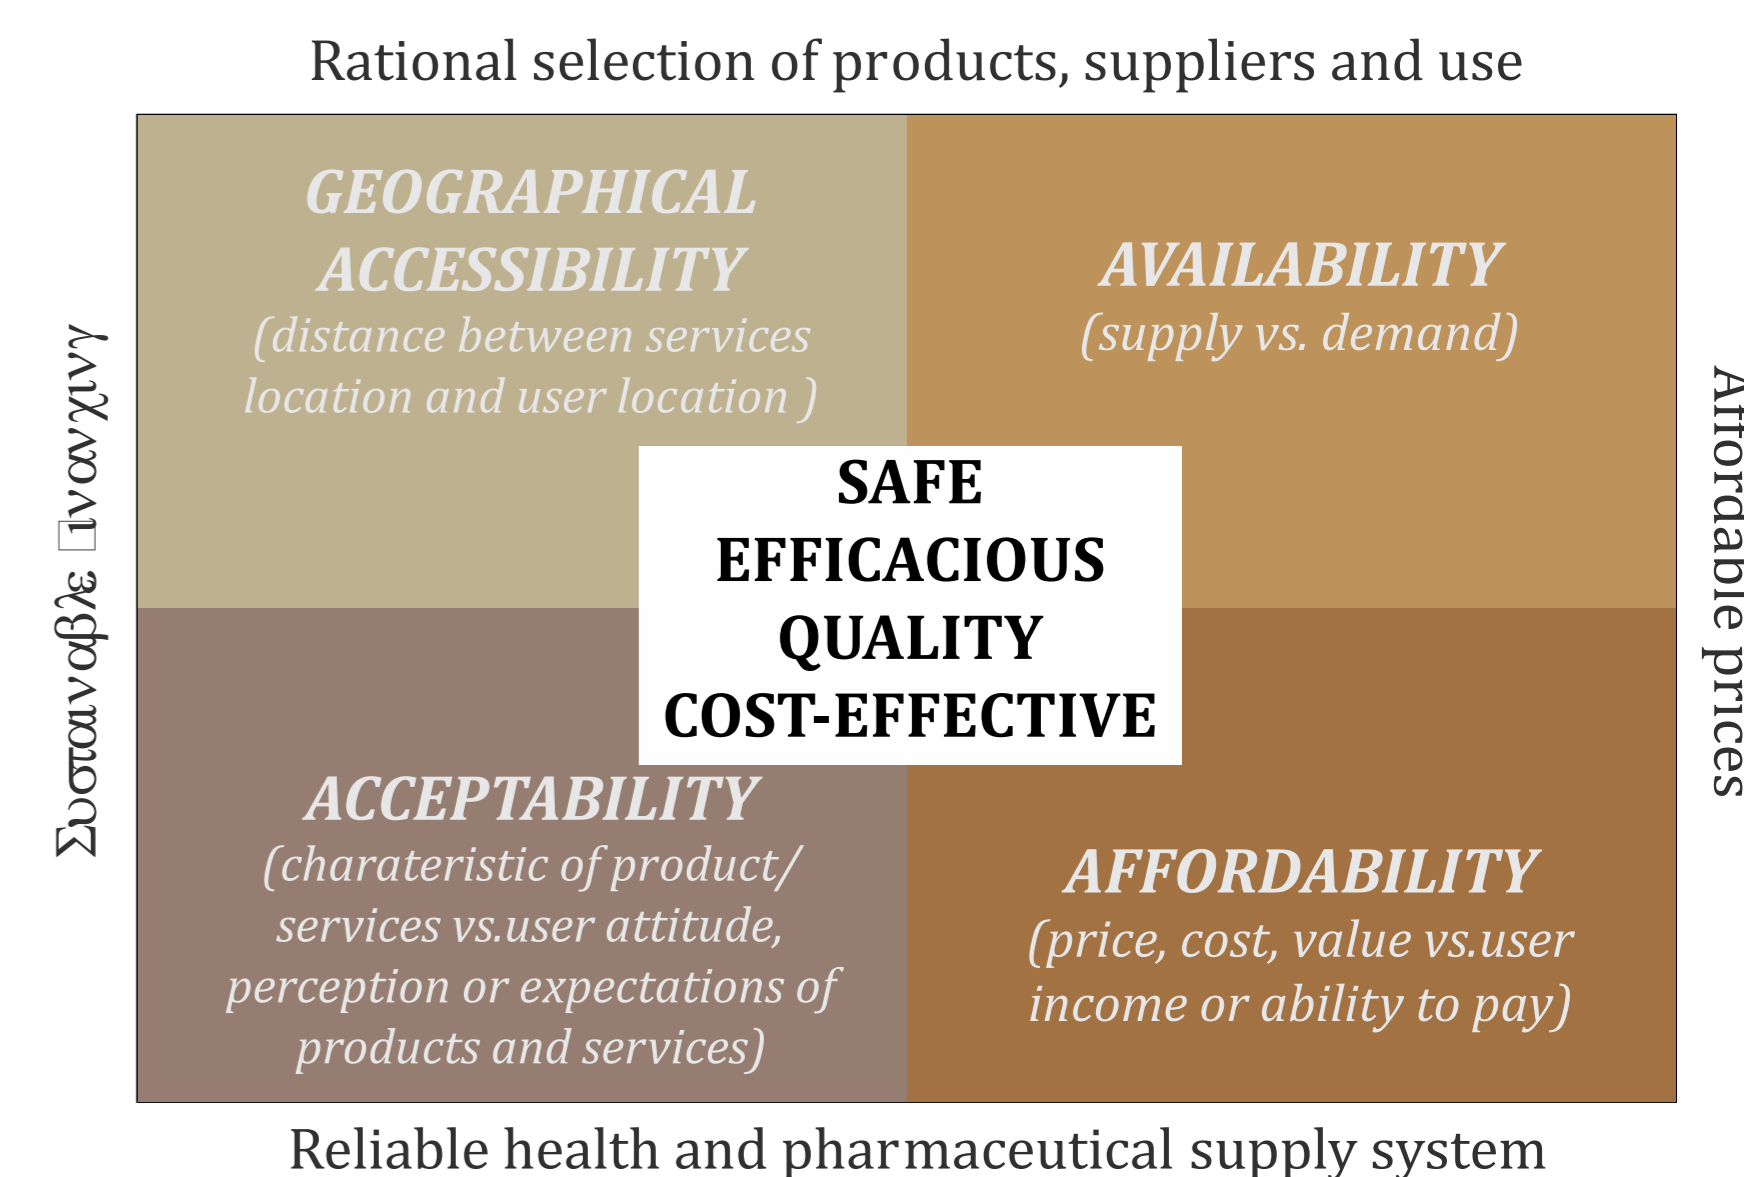 Rational selection of products, suppliers and use
GEOGRAPHICAL
ACCESSIBILITY
(distance between services
location and user location )
AVAILABILITY
(supply vs. demand)
Συσταιναβλε □ινανχινγ
Affordable prices
SAFE
EFFICACIOUS
QUALITY
COST-EFFECTIVE
ACCEPTABILITY
(charateristic of product/
services vs.user attitude,
perception or expectations of
products and services)
AFFORDABILITY
(price, cost, value vs.user
income or ability to pay)
Reliable health and pharmaceutical supply system